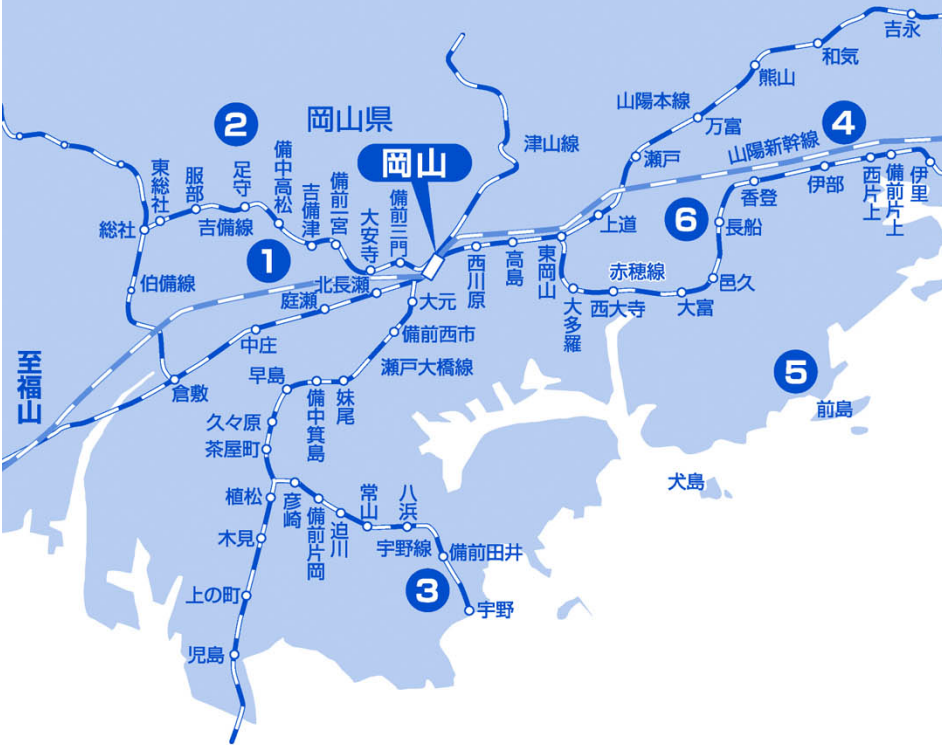 吉永
和気
熊山
山陽本線
万富
4
2
岡山県
津山線
岡山
瀬戸
山陽新幹線
足守
備中高松
服部
東総社
吉備津
備前一宮
大安寺
備前三門
総社
吉備線
1
伯備線
北長瀬
庭瀬
中庄
倉敷
至福山
西川原
高島
東岡山
上道
6
香登
伊部
西片上
備前片上
伊里
長船
邑久
赤穂線
大多羅
西大寺
大富
大元
備前西市
瀬戸大橋線
早島
備中箕島
妹尾
久々原
茶屋町
5
前島
犬島
植松
彦崎
備前片岡
迫川
常山
八浜
宇野線
備前田井
木見
3
宇野
上の町
児島